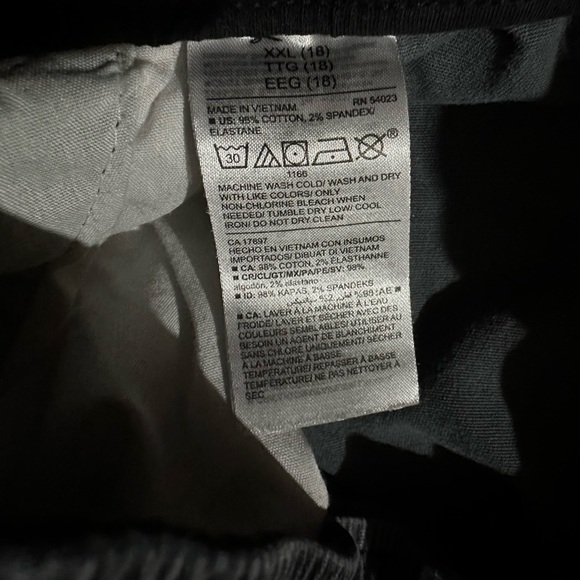 XXL (18)
TTG (18)
EEG (18)
MADE IN VIETNAM RN 54023
■ US: 98% COTTON, 2% SPANDEX/
ELASTANE
30 ®
1166
MACHINE WASH COLD/ WASH AND DRY
WITH LIKE COLORS/ ONLY
NON-CHLORINE BLEACH WHEN
NEEDED/ TUMBLE DRY LOW/ COOL
IRON/ DO NOT DRY CLEAN
CA 17897
HECHO EN VIETNAM CON INSUMOS
IMPORTADOS/ DIBUAT DI VIETNAM
■ CA: 98% COTON, 2% ÉLASTHANNE
■ CR/CL/GT/MX/PA/PE/SV: 98%
algodón, 2% elastano
■ ID: 98% KAPAS, 2% SPANDEKS
■ CA: LAVER À LA MACHINE À L'EAU
FROIDE/ LAVER ET SÉCHER AVEC DES
COULEURS SEMBLABLES/ UTILISER AU
BESOIN UN AGENT DE BLANCHIMENT
SANS CHLORE UNIQUEMENT/ SÉCHER
À LA MACHINE À BASSE
TEMPÉRATURE/ REPASSER À BASSE
TEMPÉRATURE/ NE PAS NETTOYER À
SEC